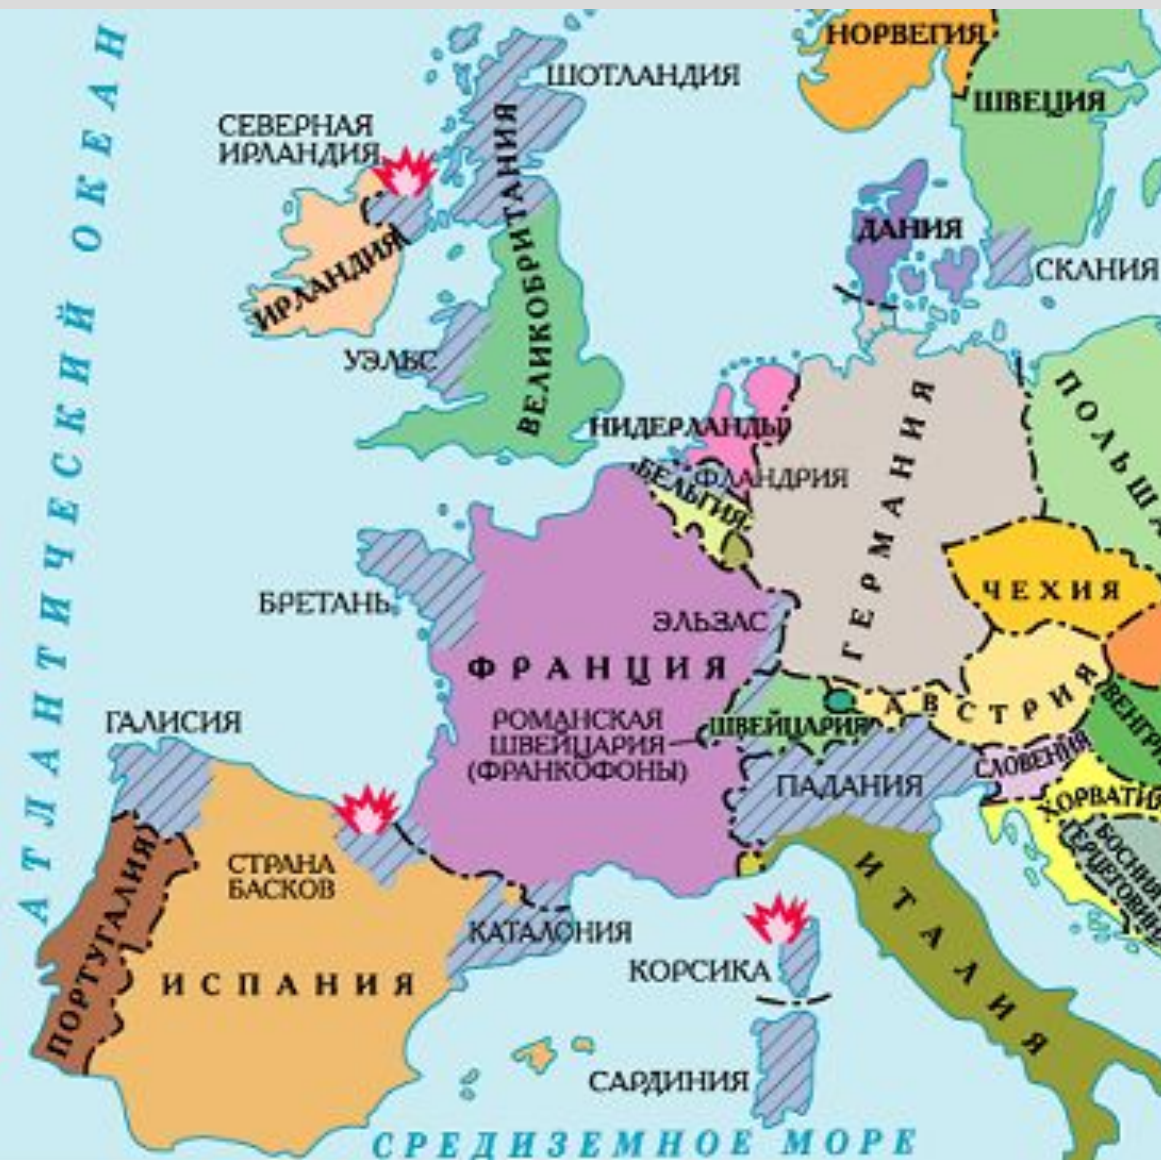 АТЛАНТИЧЕСКИЙ ОКЕАН
НОРВЕГИЯ
ШВЕЦИЯ
ШОТЛАНДИЯ
СЕВЕРНАЯ
ИРЛАНДИЯ
ВЕЛИКОБРИТАНИЯ
ИРЛАНДИЯ
ДАНИЯ
СКАНИЯ
УЭЛЬС
НИДЕРЛАНДЫ
ПОЛЬША
БЕЛЬГИЯ
ФЛАНДРИЯ
ГЕРМАНИЯ
ЧЕХИЯ
БРЕТАНЬ
ЭЛЬЗАС
ФРАНЦИЯ
АВСТРИЯ
ВЕНГР
ГАЛИСИЯ
РОМАНСКАЯ
ШВЕЙЦАРИЯ
(ФРАНКОФОНЫ)
ШВЕЙЦАРИЯ
СЛОВЕНИЯ
ПАДАНИЯ
ХОРВАТИЯ
БОСНИЯ
ГЕРЦЕГОВИНА
СТРАНА
БАСКОВ
ПОРТУГАЛИЯ
ИТАЛИЯ
КАТАЛОНИЯ
КОРСИКА
ИСПАНИЯ
САРДИНИЯ
СРЕДИЗЕМНОЕ МОРЕ